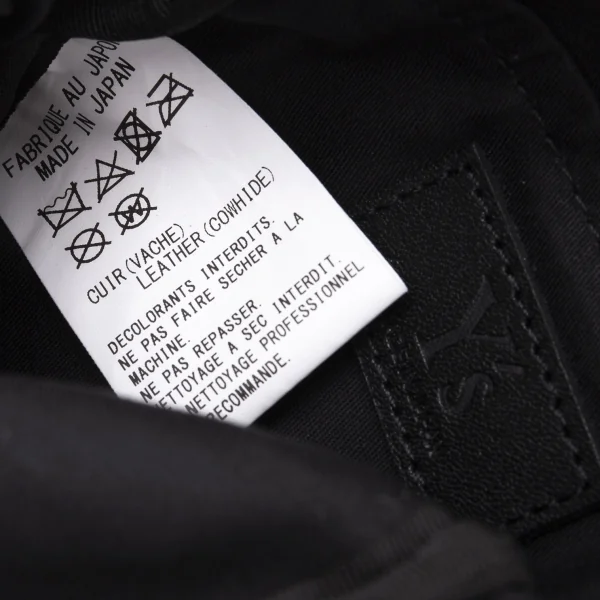 FABRIQUE AU JAPON
MADE IN JAPAN
CUIR(VACHE)
LEATHER(COWHIDE)
DECOLORANTS INTERDITS.
NE PAS FAIRE SECHER A LA
MACHINE.
NE PAS REPASSER.
NETTOYAGE A SEC INTERDIT.
NETTOYAGE PROFESSIONNEL
RECOMMANDE.
Y's